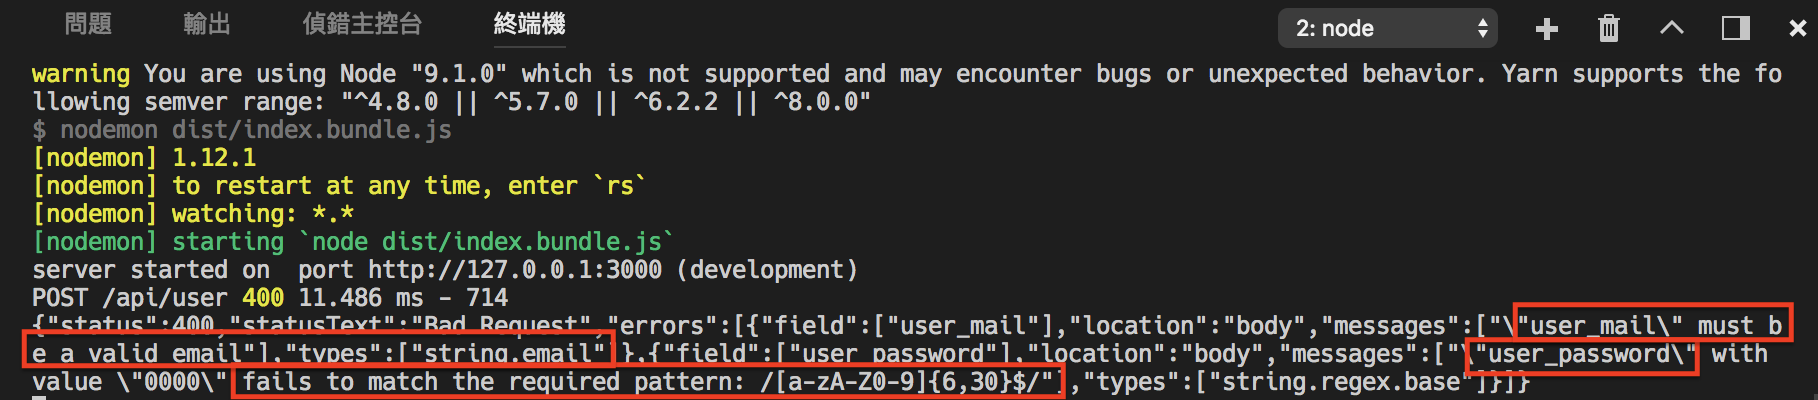 問題 輸出 偵錯主控台 終端機 2: node
warning You are using Node "9.1.0" which is not supported and may encounter bugs or unexpected behavior. Yarn supports the fo
llowing semver range: "^4.8.0 || ^5.7.0 || ^6.2.2 || ^8.0.0"
$ nodemon dist/index.bundle.js
[nodemon] 1.12.1
[nodemon] to restart at any time, enter `rs`
[nodemon] watching: *.*
[nodemon] starting `node dist/index.bundle.js`
server started on  port http://127.0.0.1:3000 (development)
POST /api/user 400 11.486 ms - 714
{"status":400,"statusText":"Bad Request","errors":[{"field":["user_mail"],"location":"body","messages":["\"user_mail\" must b
e a valid email"],"types":["string.email"]},{"field":["user_password"],"location":"body","messages":["\"user_password\" with
value \"0000\" fails to match the required pattern: /[a-zA-Z0-9]{6,30}$/"],"types":["string.regex.base"]}]}